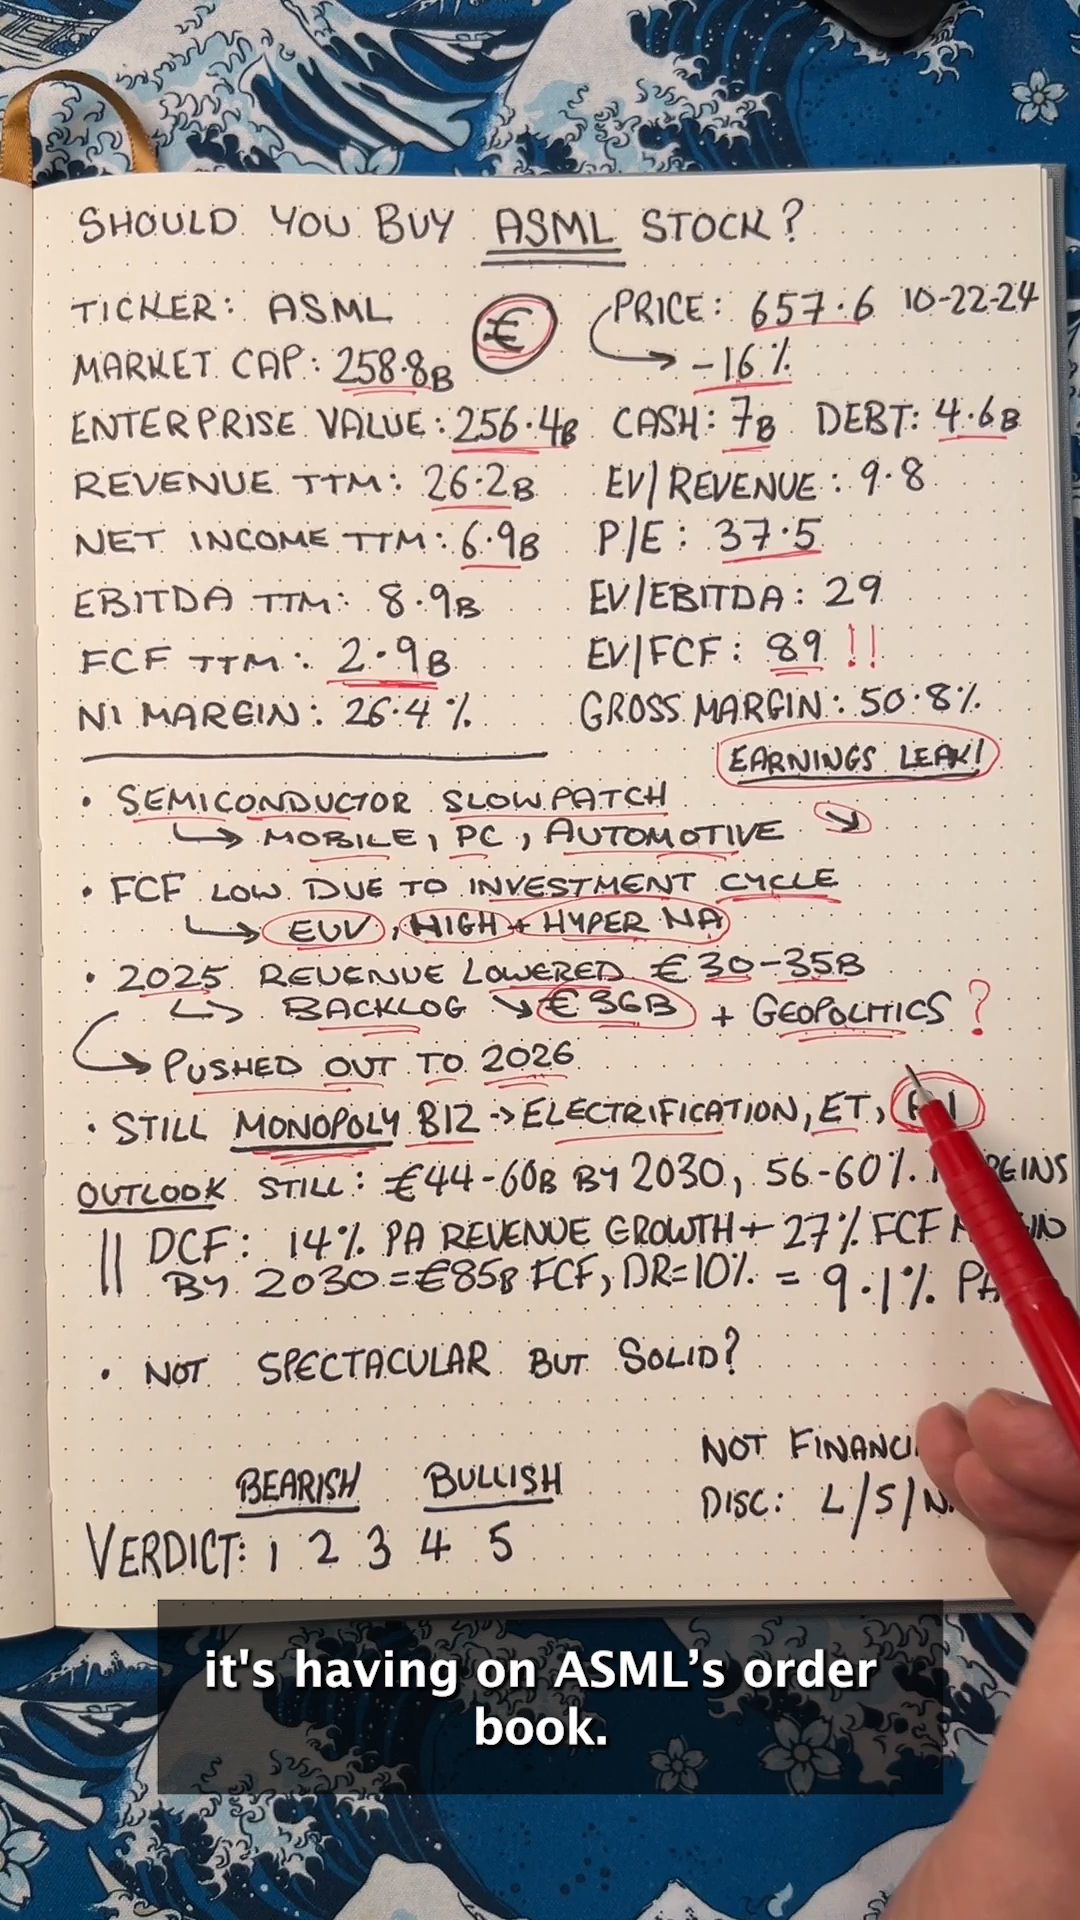 SHOULD YOU BUY ASML STOCK?
TICKER: ASML € PRICE: 657.6 10-22-24
MARKET CAP: 258.8B -16%
ENTERPRISE VALUE: 256.4B CASH: 7B DEBT: 4.6B
REVENUE TTM: 26.2B EV/REVENUE: 9.8
NET INCOME TTM: 6.9B P/E: 37.5
EBITDA TTM: 8.9B EV/EBITDA: 29
FCF TTM: 2.9B EV/FCF: 89 !!
NI MARGIN: 26.4% GROSS MARGIN: 50.8%
EARNINGS LEAK!
• SEMICONDUCTOR SLOWPATCH
↳ MOBILE, PC, AUTOMOTIVE ↘
• FCF LOW DUE TO INVESTMENT CYCLE
↳ EUV, HIGH + HYPER NA
• 2025 REVENUE LOWERED €30-35B
↳ BACKLOG ↘ €36B + GEOPOLITICS?
→ PUSHED OUT TO 2026
• STILL MONOPOLY BIZ → ELECTRIFICATION, ET,
OUTLOOK STILL: €44-60B BY 2030, 56-60%
|| DCF: 14% PA REVENUE GROWTH + 27% FCF
BY 2030 = €85B FCF, DR=10% = 9.1% PA
• NOT SPECTACULAR BUT SOLID?
NOT
BEARISH BULLISH
DISC: L/S/N
VERDICT: 1 2 3 4 5
it's having on ASML’s order
book.